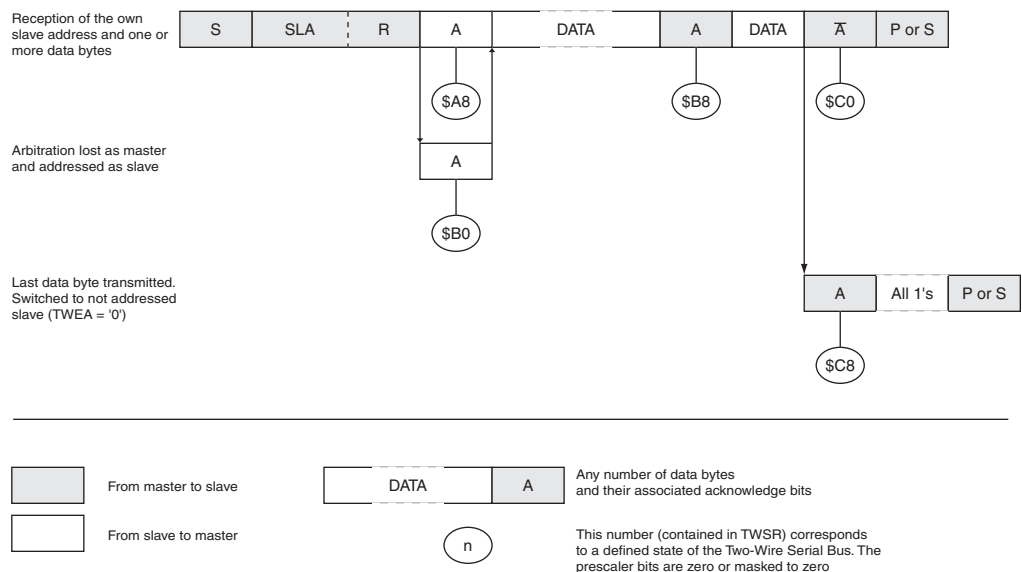 Reception of the own
slave address and one or
more data bytes
S SLA R A DATA A DATA A̅ P or S
$A8 $B8 $C0
Arbitration lost as master
and addressed as slave
A
$B0
Last data byte transmitted.
Switched to not addressed
slave (TWEA = '0')
A All 1's P or S
$C8
From master to slave
DATA A
Any number of data bytes
and their associated acknowledge bits
From slave to master
n
This number (contained in TWSR) corresponds
to a defined state of the Two-Wire Serial Bus. The
prescaler bits are zero or masked to zero